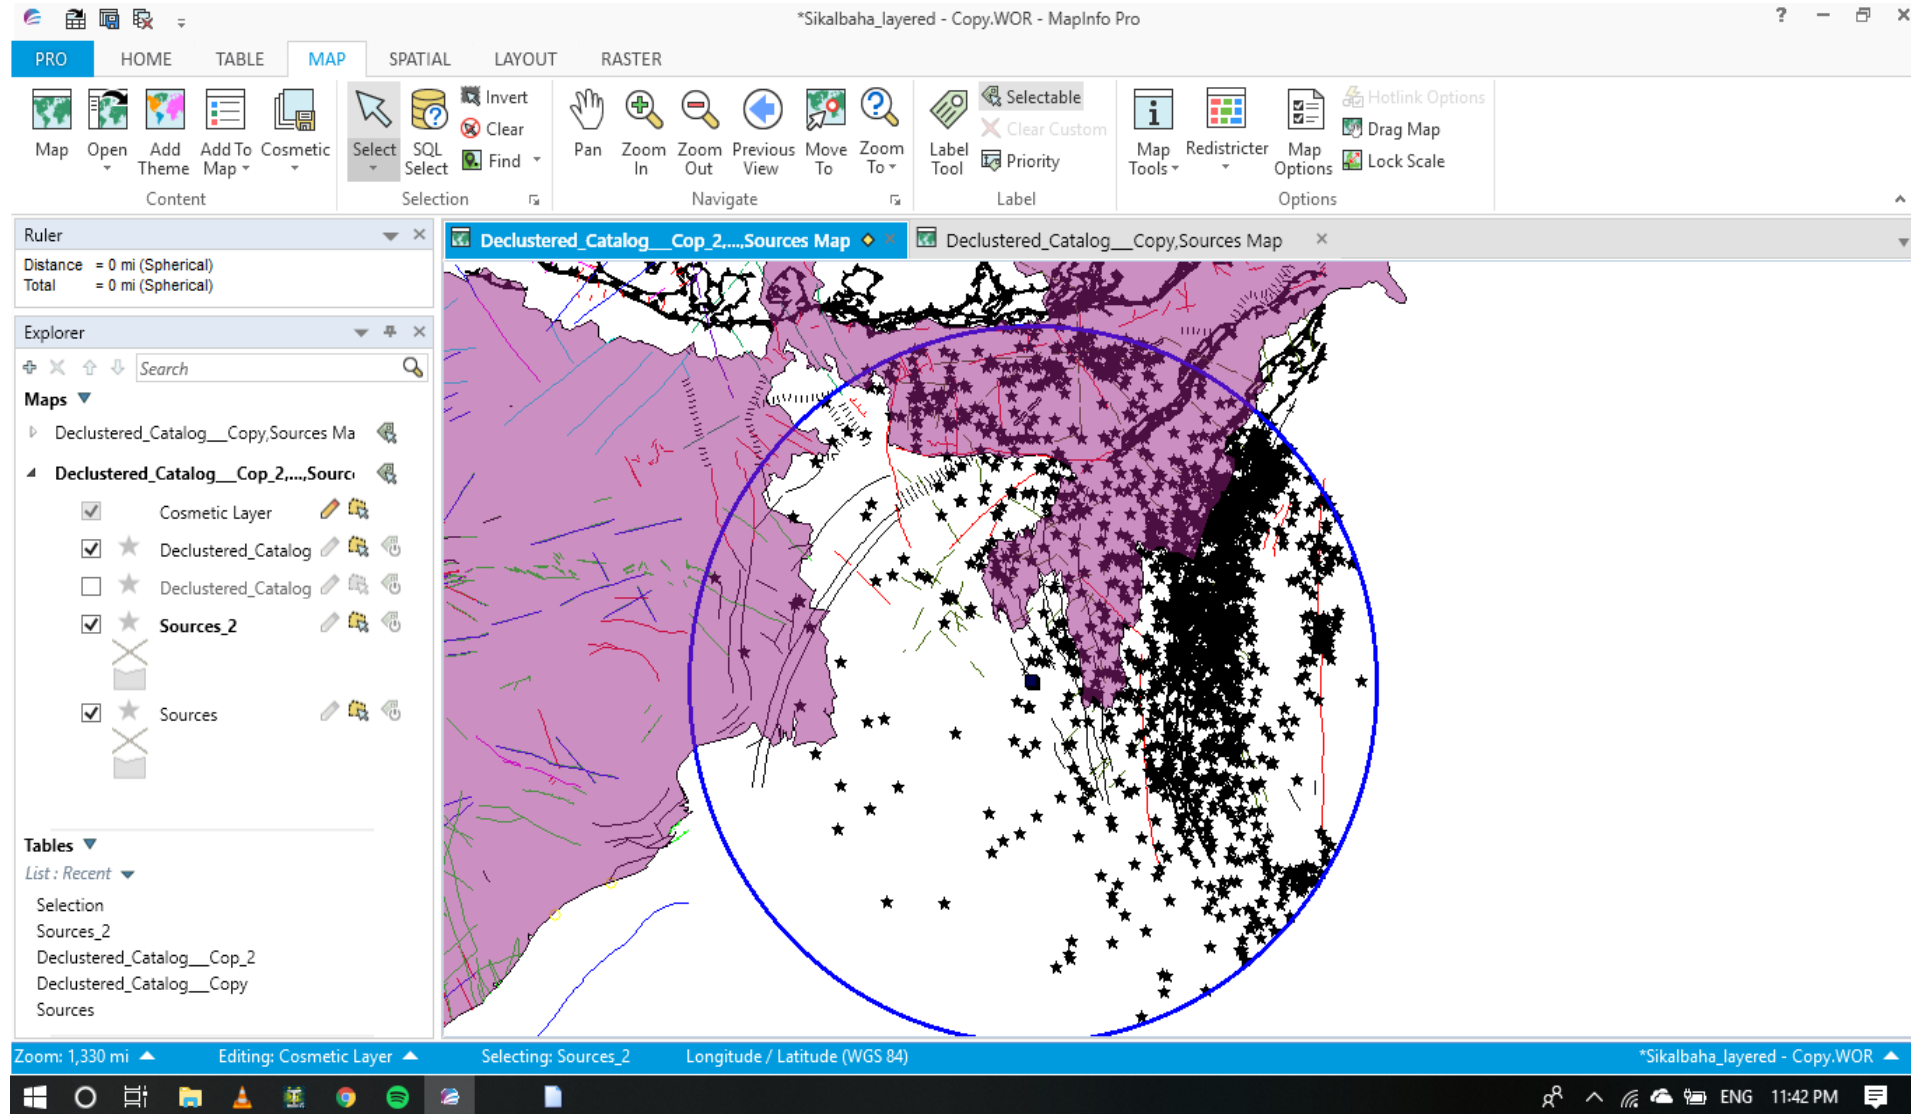 *Sikalbaha_layered - Copy.WOR - MapInfo Pro
PRO HOME TABLE MAP SPATIAL LAYOUT RASTER
Map
Open
Add Theme
Add To Map
Cosmetic
Content
Select
SQL Select
Invert
Clear
Find
Selection
Pan
Zoom In
Zoom Out
Previous View
Move To
Zoom To
Navigate
Label Tool
Selectable
Clear Custom
Priority
Label
Map Tools
Redistricter
Map Options
Hotlink Options
Drag Map
Lock Scale
Options
Ruler
Distance = 0 mi (Spherical)
Total = 0 mi (Spherical)
Declustered_Catalog__Cop_2,...,Sources Map
Declustered_Catalog__Copy,Sources Map
Explorer
Search
Maps
Declustered_Catalog__Copy,Sources Ma
Declustered_Catalog__Cop_2,...,Sourc
Cosmetic Layer
Declustered_Catalog
Declustered_Catalog
Sources_2
Sources
Tables
List : Recent
Selection
Sources_2
Declustered_Catalog__Cop_2
Declustered_Catalog__Copy
Sources
Zoom: 1,330 mi Editing: Cosmetic Layer Selecting: Sources_2 Longitude / Latitude (WGS 84) *Sikalbaha_layered - Copy.WOR
ENG 11:42 PM